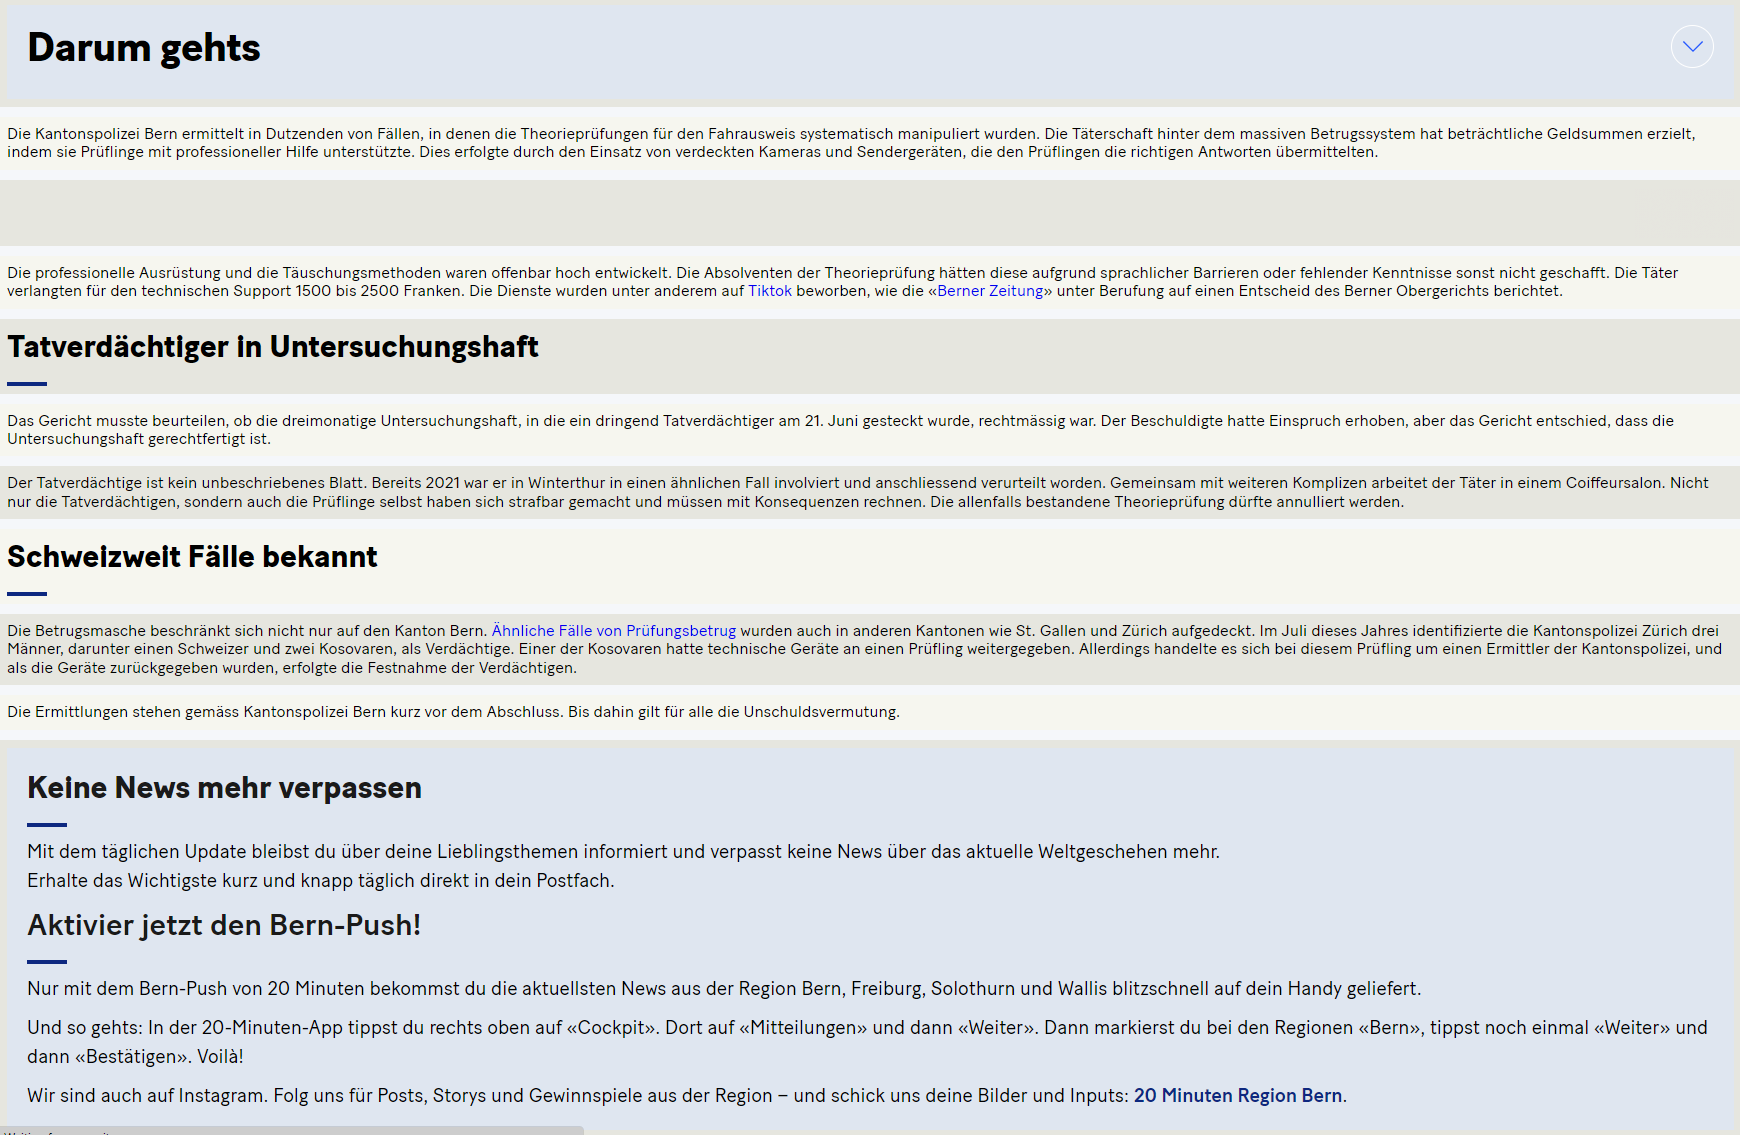 Darum gehts
Die Kantonspolizei Bern ermittelt in Dutzenden von Fällen, in denen die Theorieprüfungen für den Fahrausweis systematisch manipuliert wurden. Die Täterschaft hinter dem massiven Betrugssystem hat beträchtliche Geldsummen erzielt,
indem sie Prüflinge mit professioneller Hilfe unterstützte. Dies erfolgte durch den Einsatz von verdeckten Kameras und Sendergeräten, die den Prüflingen die richtigen Antworten übermittelten.
Die professionelle Ausrüstung und die Täuschungsmethoden waren offenbar hoch entwickelt. Die Absolventen der Theorieprüfung hätten diese aufgrund sprachlicher Barrieren oder fehlender Kenntnisse sonst nicht geschafft. Die Täter
verlangten für den technischen Support 1500 bis 2500 Franken. Die Dienste wurden unter anderem auf Tiktok beworben, wie die «Berner Zeitung» unter Berufung auf einen Entscheid des Berner Obergerichts berichtet.
Tatverdächtiger in Untersuchungshaft
Das Gericht musste beurteilen, ob die dreimonatige Untersuchungshaft, in die ein dringend Tatverdächtiger am 21. Juni gesteckt wurde, rechtmässig war. Der Beschuldigte hatte Einspruch erhoben, aber das Gericht entschied, dass die
Untersuchungshaft gerechtfertigt ist.
Der Tatverdächtige ist kein unbeschriebenes Blatt. Bereits 2021 war er in Winterthur in einen ähnlichen Fall involviert und anschliessend verurteilt worden. Gemeinsam mit weiteren Komplizen arbeitet der Täter in einem Coiffeursalon. Nicht
nur die Tatverdächtigen, sondern auch die Prüflinge selbst haben sich strafbar gemacht und müssen mit Konsequenzen rechnen. Die allenfalls bestandene Theorieprüfung dürfte annulliert werden.
Schweizweit Fälle bekannt
Die Betrugsmasche beschränkt sich nicht nur auf den Kanton Bern. Ähnliche Fälle von Prüfungsbetrug wurden auch in anderen Kantonen wie St. Gallen und Zürich aufgedeckt. Im Juli dieses Jahres identifizierte die Kantonspolizei Zürich drei
Männer, darunter einen Schweizer und zwei Kosovaren, als Verdächtige. Einer der Kosovaren hatte technische Geräte an einen Prüfling weitergegeben. Allerdings handelte es sich bei diesem Prüfling um einen Ermittler der Kantonspolizei, und
als die Geräte zurückgegeben wurden, erfolgte die Festnahme der Verdächtigen.
Die Ermittlungen stehen gemäss Kantonspolizei Bern kurz vor dem Abschluss. Bis dahin gilt für alle die Unschuldsvermutung.
Keine News mehr verpassen
Mit dem täglichen Update bleibst du über deine Lieblingsthemen informiert und verpasst keine News über das aktuelle Weltgeschehen mehr.
Erhalte das Wichtigste kurz und knapp täglich direkt in dein Postfach.
Aktivier jetzt den Bern-Push!
Nur mit dem Bern-Push von 20 Minuten bekommst du die aktuellsten News aus der Region Bern, Freiburg, Solothurn und Wallis blitzschnell auf dein Handy geliefert.
Und so gehts: In der 20-Minuten-App tippst du rechts oben auf «Cockpit». Dort auf «Mitteilungen» und dann «Weiter». Dann markierst du bei den Regionen «Bern», tippst noch einmal «Weiter» und
dann «Bestätigen». Voilà!
Wir sind auch auf Instagram. Folg uns für Posts, Storys und Gewinnspiele aus der Region – und schick uns deine Bilder und Inputs: 20 Minuten Region Bern.